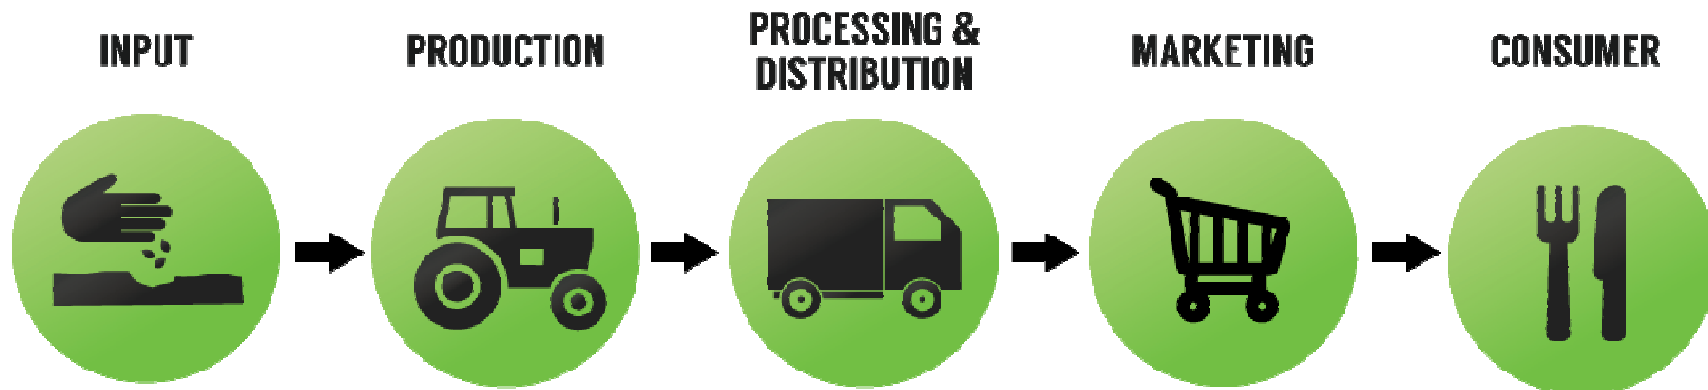 INPUT
PRODUCTION
PROCESSING &
DISTRIBUTION
MARKETING
CONSUMER